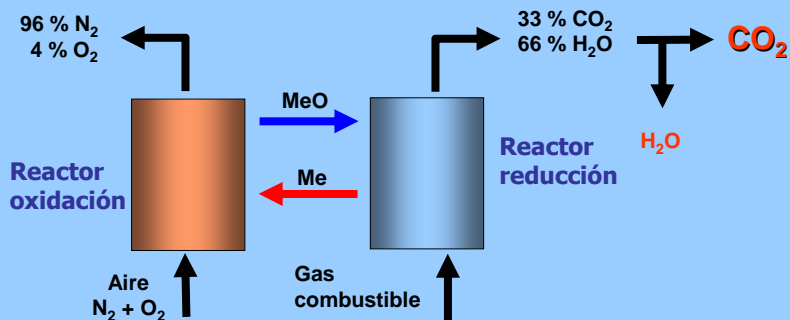 96 % N₂
4 % O₂
33 % CO₂
66 % H₂O
CO₂
H₂O
MeO
Me
Reactor
oxidación
Reactor
reducción
Aire
N₂ + O₂
Gas
combustible